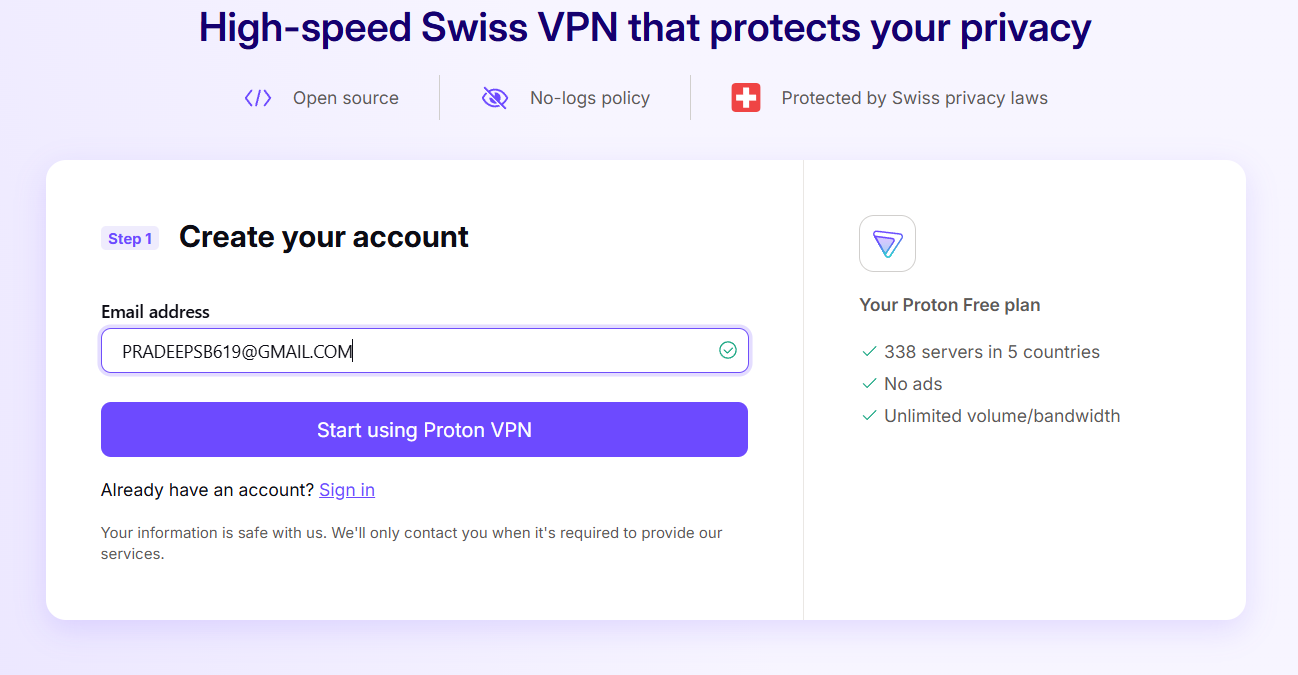 High-speed Swiss VPN that protects your privacy
Open source
No-logs policy
Protected by Swiss privacy laws
Step 1 Create your account
Email address
PRADEEPSB619@GMAIL.COM
Start using Proton VPN
Already have an account? Sign in
Your information is safe with us. We'll only contact you when it's required to provide our
services.
Your Proton Free plan
338 servers in 5 countries
No ads
Unlimited volume/bandwidth